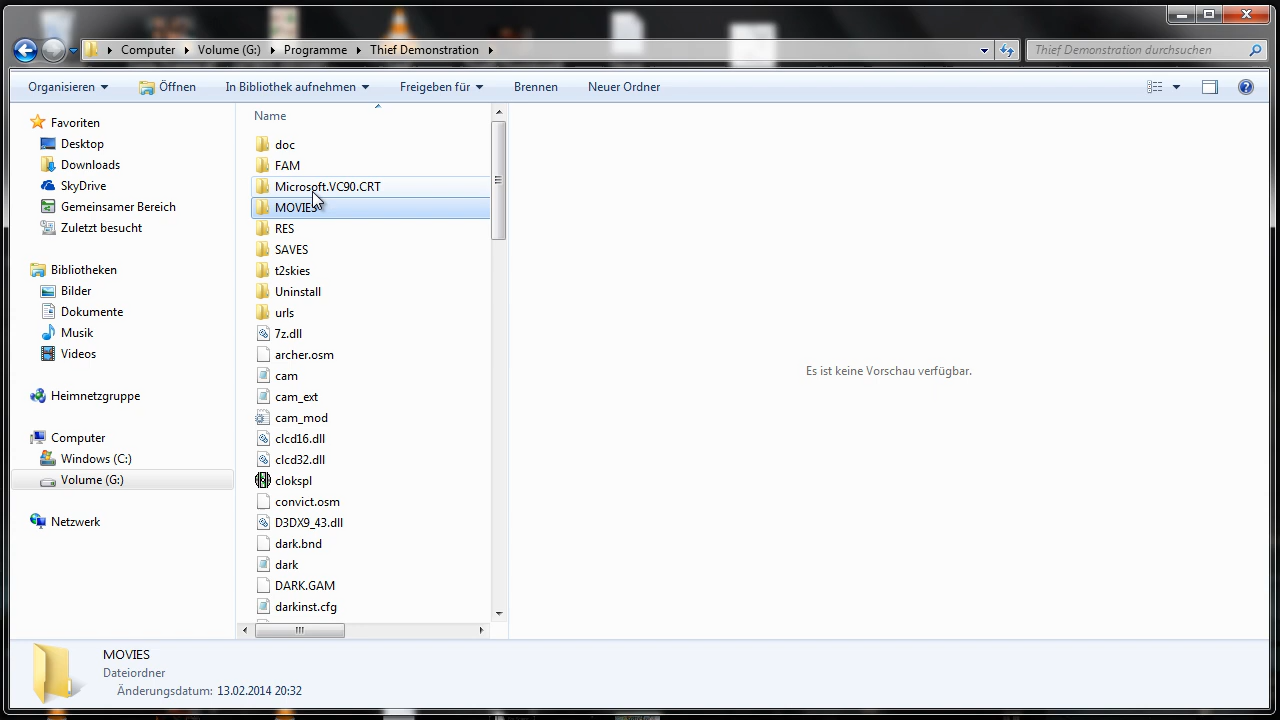 Computer
Volume (G:)
Programme
Thief Demonstration
Thief Demonstration durchsuchen
Organisieren
Öffnen
In Bibliothek aufnehmen
Freigeben für
Brennen
Neuer Ordner
Favoriten
Desktop
Downloads
SkyDrive
Gemeinsamer Bereich
Zuletzt besucht
Bibliotheken
Bilder
Dokumente
Musik
Videos
Heimnetzgruppe
Computer
Windows (C:)
Volume (G:)
Netzwerk
Name
doc
FAM
Microsoft.VC90.CRT
MOVIES
RES
SAVES
t2skies
Uninstall
urls
7z.dll
archer.osm
cam
cam_ext
cam_mod
clcd16.dll
clcd32.dll
clokspl
convict.osm
D3DX9_43.dll
dark.bnd
dark
DARK.GAM
darkinst.cfg
Es ist keine Vorschau verfügbar.
MOVIES
Dateiordner
Änderungsdatum: 13.02.2014 20:32